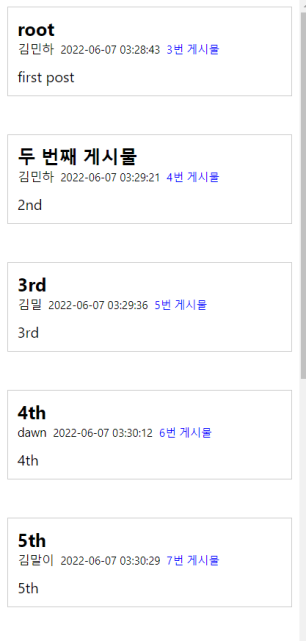 root
김민하 2022-06-07 03:28:43 3번 게시물
first post
두 번째 게시물
김민하 2022-06-07 03:29:21 4번 게시물
2nd
3rd
김밀 2022-06-07 03:29:36 5번 게시물
3rd
4th
dawn 2022-06-07 03:30:12 6번 게시물
4th
5th
김말이 2022-06-07 03:30:29 7번 게시물
5th